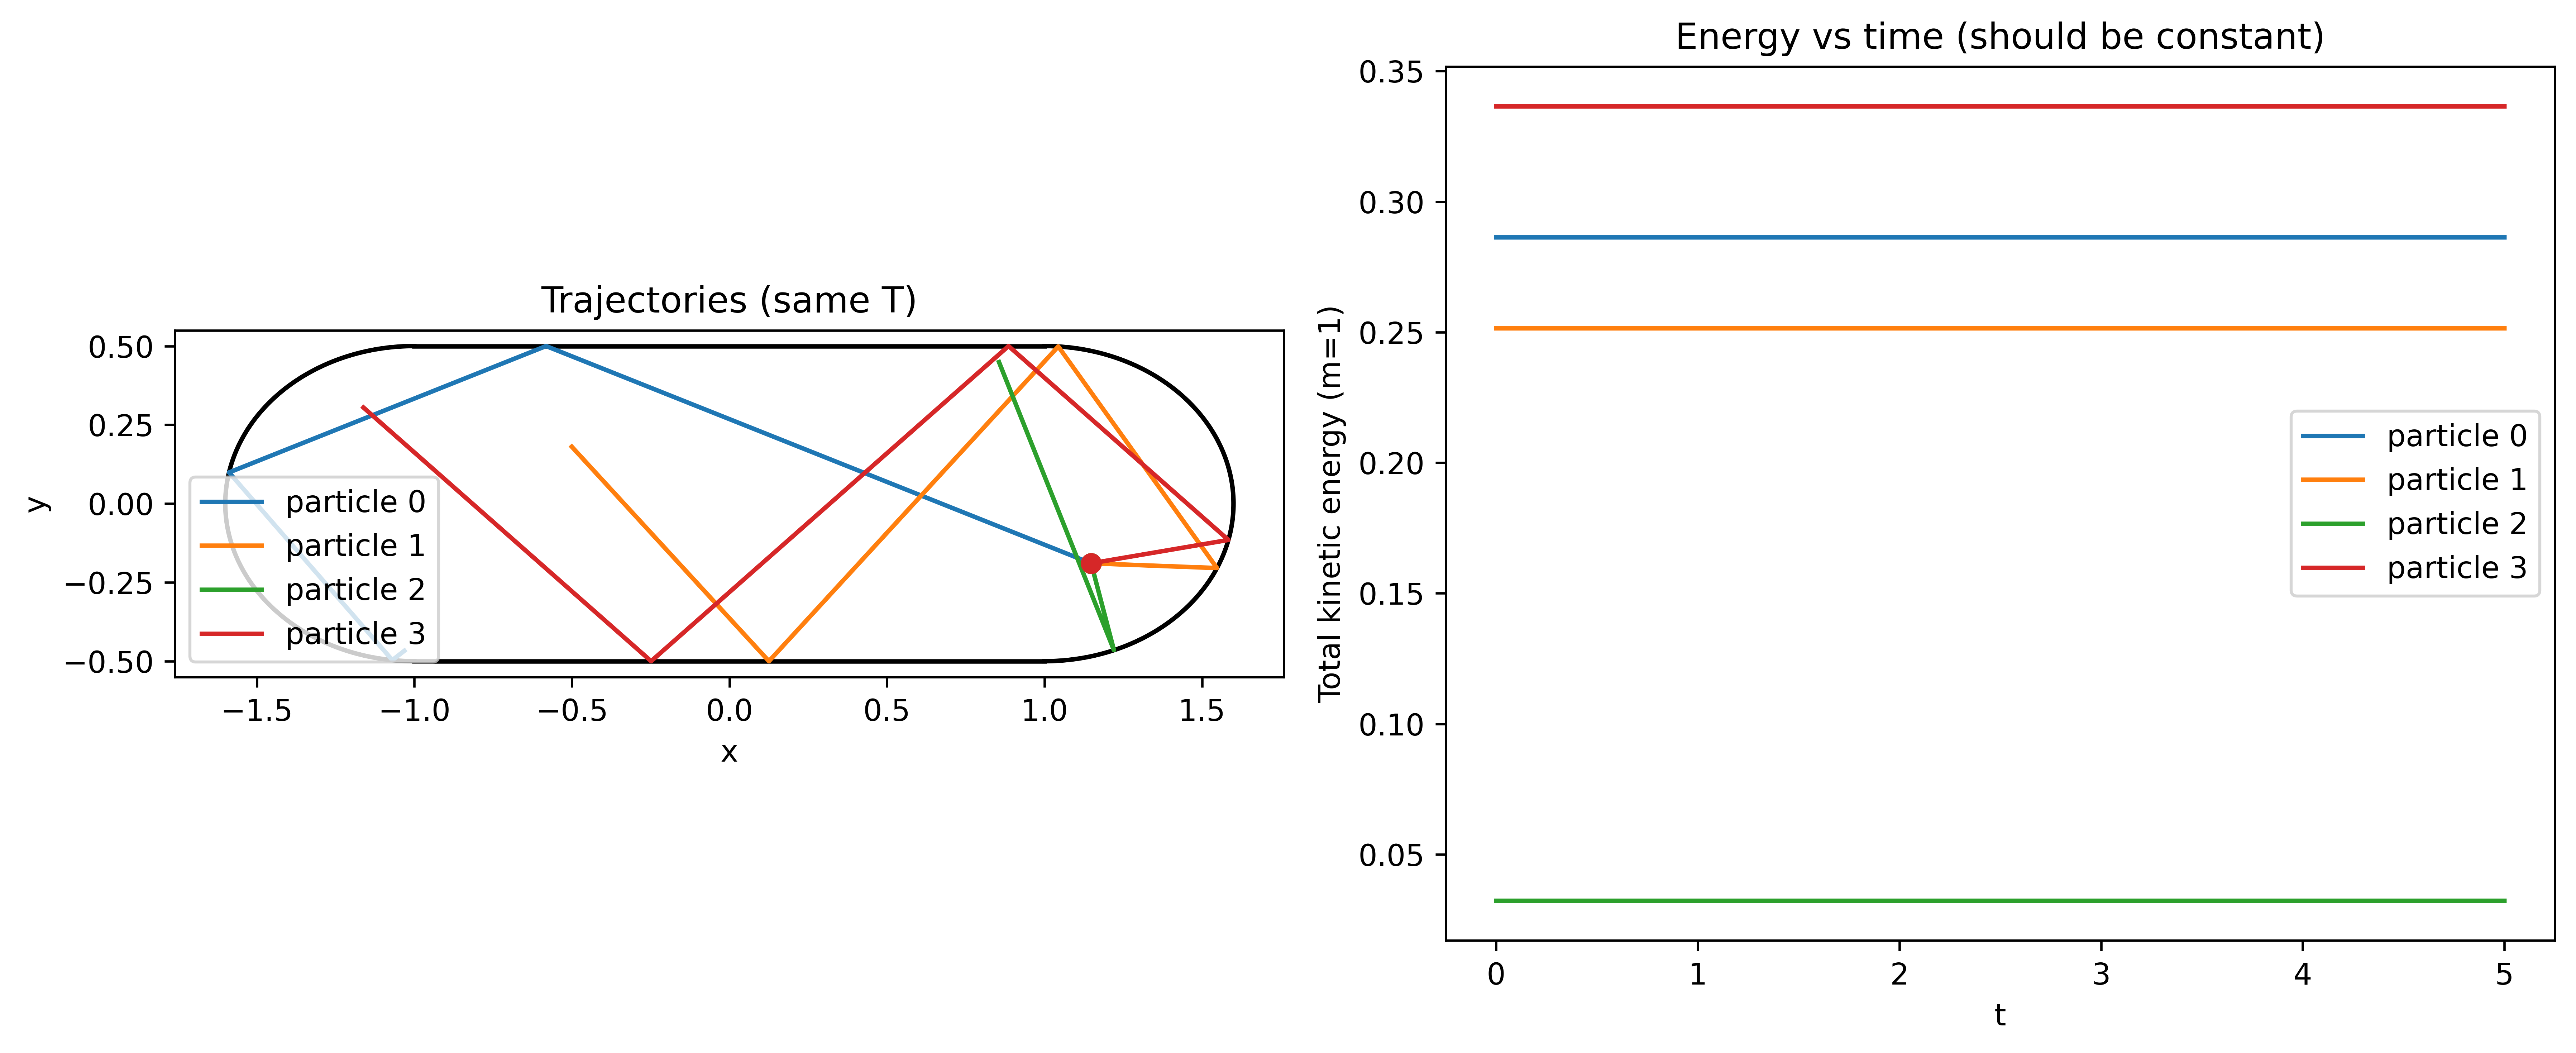 Trajectories (same T)
0.50
0.25
0.00
−0.25
−0.50
y
particle 0
particle 1
particle 2
particle 3
−1.5 −1.0 −0.5 0.0 0.5 1.0 1.5
x
Energy vs time (should be constant)
0.35
0.30
0.25
0.20
0.15
0.10
0.05
Total kinetic energy (m=1)
particle 0
particle 1
particle 2
particle 3
0 1 2 3 4 5
t